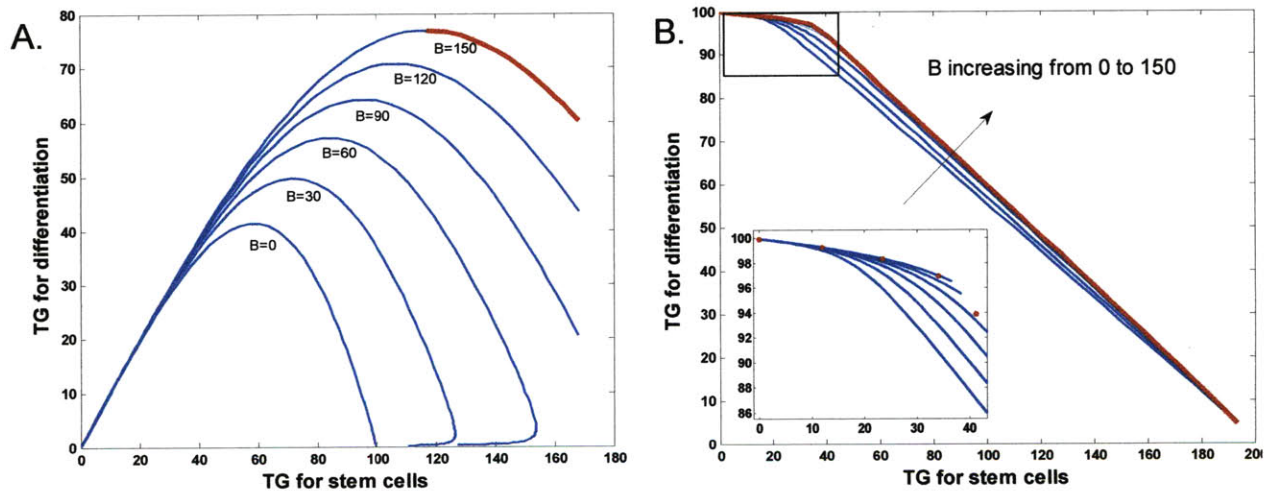 A.
80
70
60
50
40
30
20
10
0
TG for differentiation
B=150
B=120
B=90
B=60
B=30
B=0
0 20 40 60 80 100 120 140 160 180
TG for stem cells
B.
100
90
80
70
60
50
40
30
20
10
0
TG for differentiation
B increasing from 0 to 150
100
98
96
94
92
90
88
86
0 10 20 30 40
0 20 40 60 80 100 120 140 160 180 200
TG for stem cells